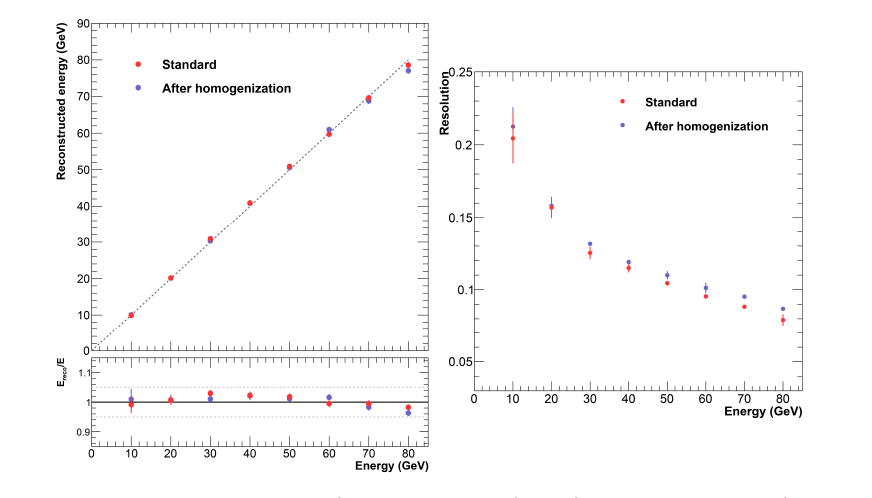 Reconstructed energy (GeV)
90
80
70
60
50
40
30
20
10
0
Standard
After homogenization
E_reco/E
1.1
1
0.9
0 10 20 30 40 50 60 70 80
Energy (GeV)
Resolution
0.25
0.2
0.15
0.1
0.05
Standard
After homogenization
0 10 20 30 40 50 60 70 80
Energy (GeV)